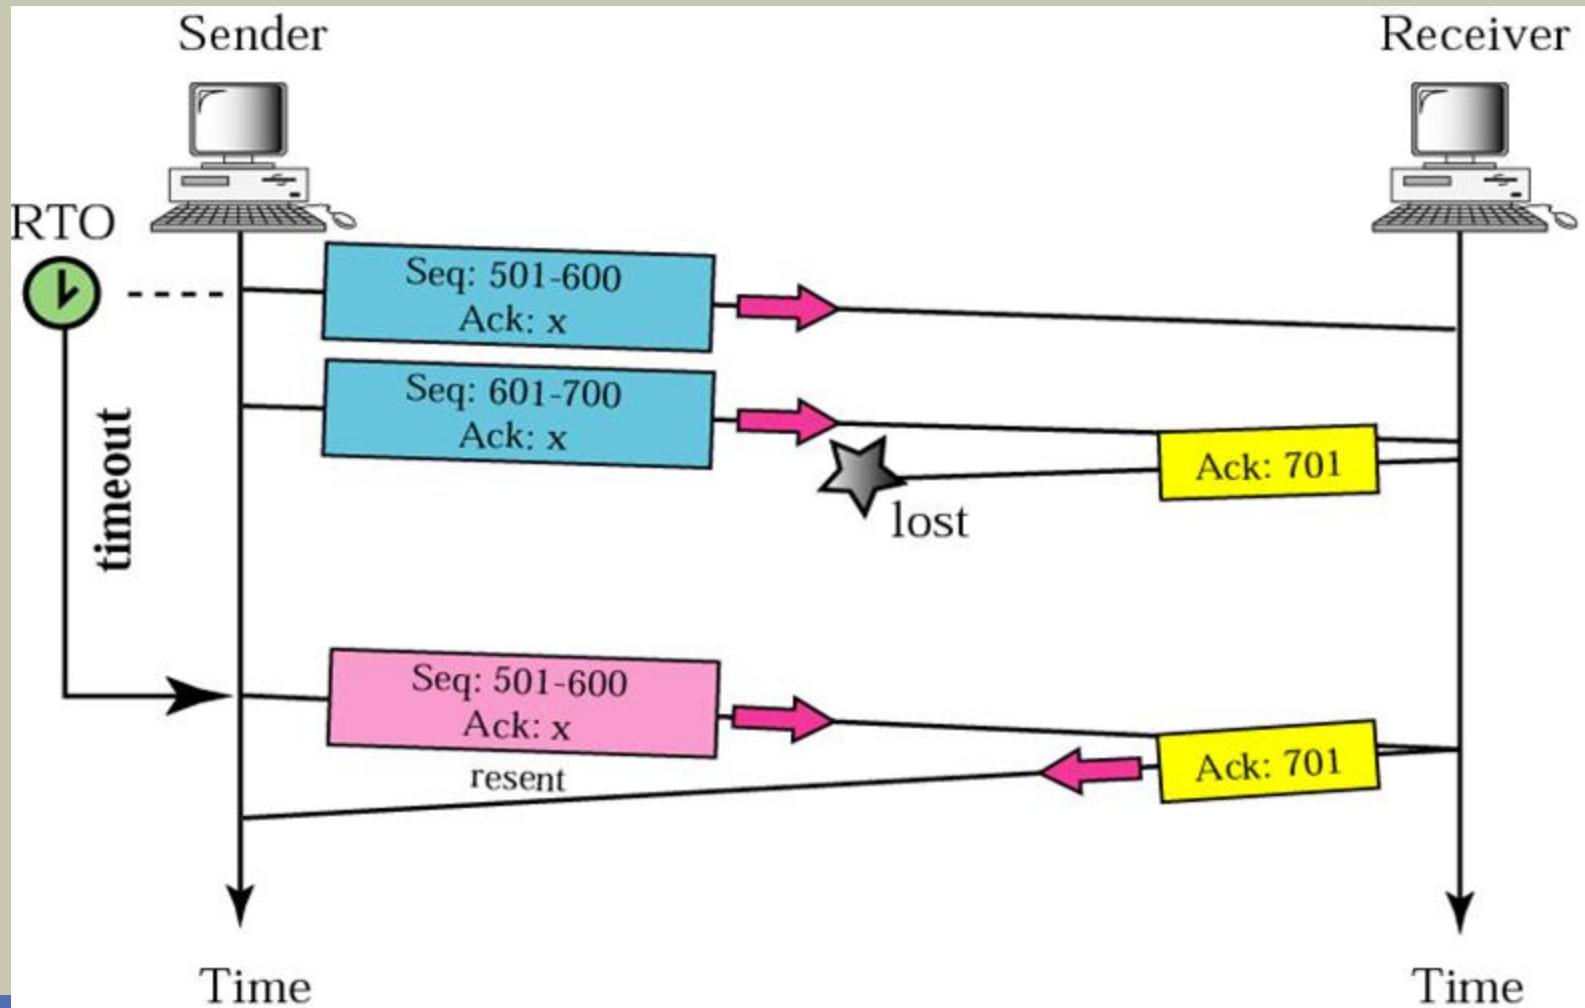 Sender
Receiver
RTO
Seq: 501-600
Ack: x
Seq: 601-700
Ack: x
Ack: 701
lost
timeout
Seq: 501-600
Ack: x
resent
Ack: 701
Time
Time